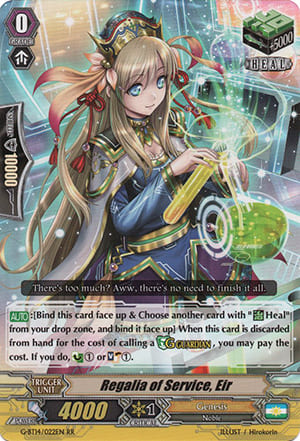 0
+5000
HEAL
10000
There's too much? Aww, there's no need to finish it all.
AUTO:[Bind this card face up & Choose another card with "Heal"
from your drop zone, and bind it face up] When this card is discarded
from hand for the cost of calling a G GUARDIAN, you may pay the
cost. If you do, 1 or 1.
TRIGGER
UNIT
Regalia of Service, Eir
POWER
4000
1
CRITICAL
Genesis
Noble
G-BT14/022EN RR
ILLUST / Hirokorin